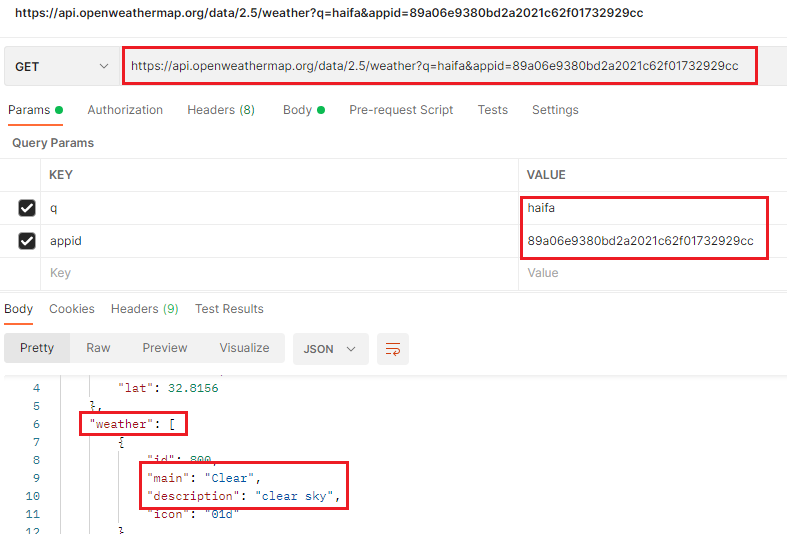 https://api.openweathermap.org/data/2.5/weather?q=haifa&appid=89a06e9380bd2a2021c62f01732929cc
GET https://api.openweathermap.org/data/2.5/weather?q=haifa&appid=89a06e9380bd2a2021c62f01732929cc
Params Authorization Headers (8) Body Pre-request Script Tests Settings
Query Params
KEY VALUE
q haifa
appid 89a06e9380bd2a2021c62f01732929cc
Key Value
Body Cookies Headers (9) Test Results
Pretty Raw Preview Visualize JSON
4 "lat": 32.8156
5 },
6 "weather": [
7 {
8 "id": 800,
9 "main": "Clear",
10 "description": "clear sky",
11 "icon": "01d"
12 }